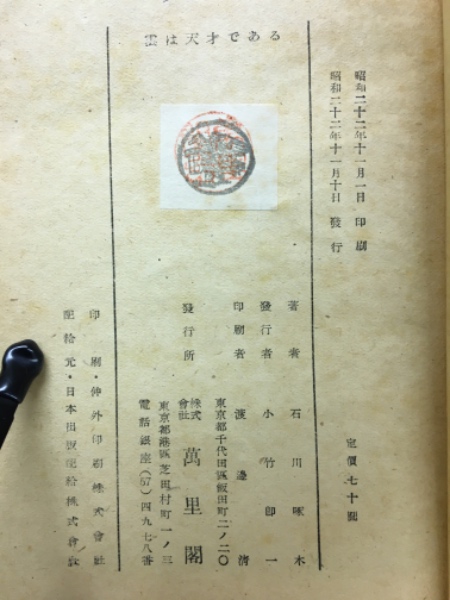 雲は天才である
昭和二十二年十一月一日 印刷
昭和二十二年十一月十日 發行
定價七十圓
著者 石川啄木
發行者 小竹即一
印刷者 渡邊濟
東京都千代田區飯田町二ノ二〇
發行所 株式會社 萬里閣
東京都港區芝田村町一ノ三
電話銀座(57)四九七八番
印刷・仲外印刷株式會社
配給元・日本出版配給株式會社